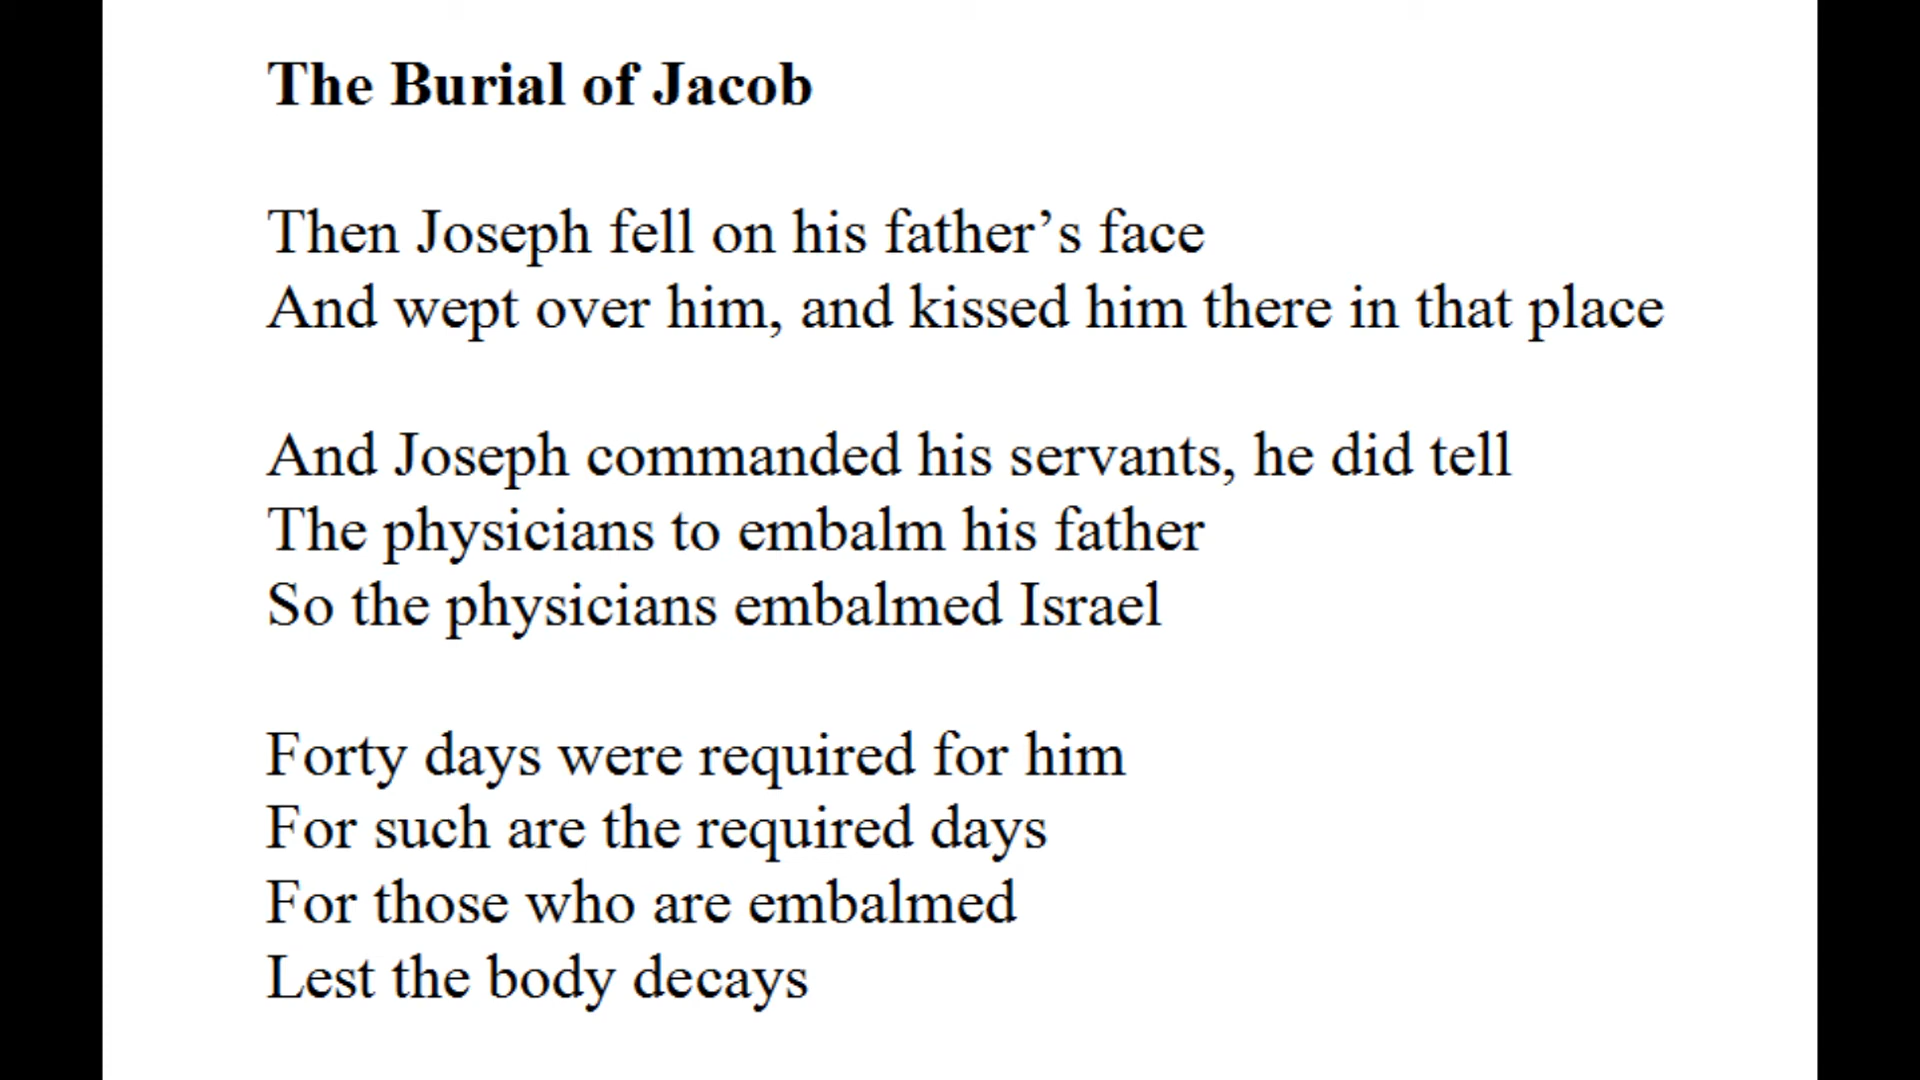 The Burial of Jacob
Then Joseph fell on his father’s face
And wept over him, and kissed him there in that place
And Joseph commanded his servants, he did tell
The physicians to embalm his father
So the physicians embalmed Israel
Forty days were required for him
For such are the required days
For those who are embalmed
Lest the body decays